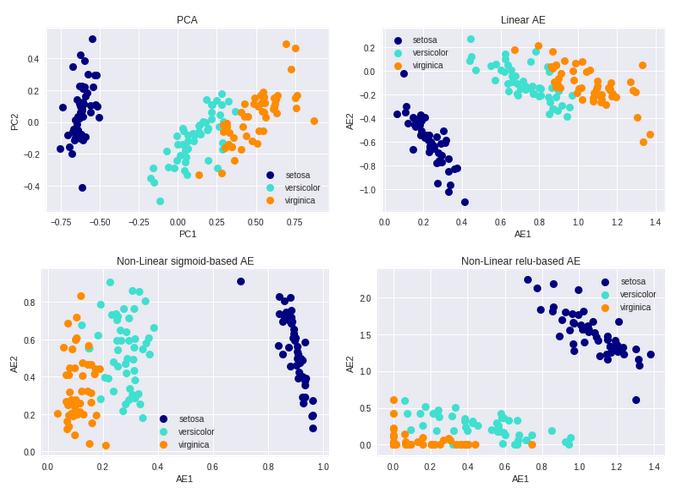 PCA
0.4
0.2
0.0
−0.2
−0.4
PC2
setosa
versicolor
virginica
−0.75 −0.50 −0.25 0.00 0.25 0.50 0.75
PC1
Linear AE
0.2
0.0
−0.2
−0.4
−0.6
−0.8
−1.0
AE2
setosa
versicolor
virginica
0.0 0.2 0.4 0.6 0.8 1.0 1.2 1.4
AE1
Non-Linear sigmoid-based AE
0.8
0.6
0.4
0.2
0.0
AE2
setosa
versicolor
virginica
0.0 0.2 0.4 0.6 0.8 1.0
AE1
Non-Linear relu-based AE
2.0
1.5
1.0
0.5
0.0
AE2
setosa
versicolor
virginica
0.0 0.2 0.4 0.6 0.8 1.0 1.2 1.4
AE1